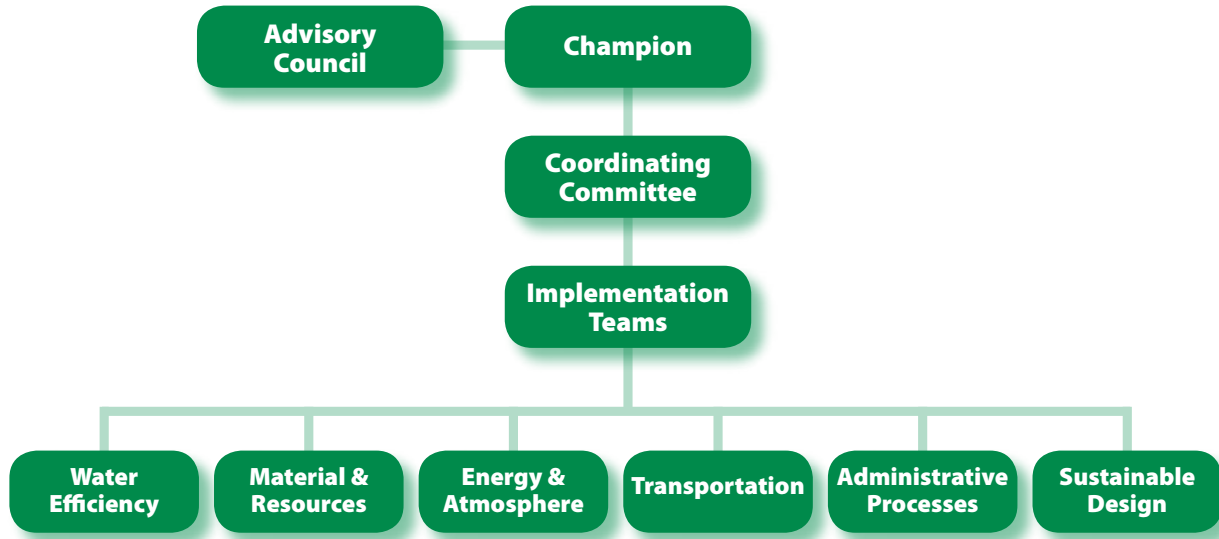 Advisory
Council
Champion
Coordinating
Committee
Implementation
Teams
Water
Efficiency
Material &
Resources
Energy &
Atmosphere
Transportation
Administrative
Processes
Sustainable
Design